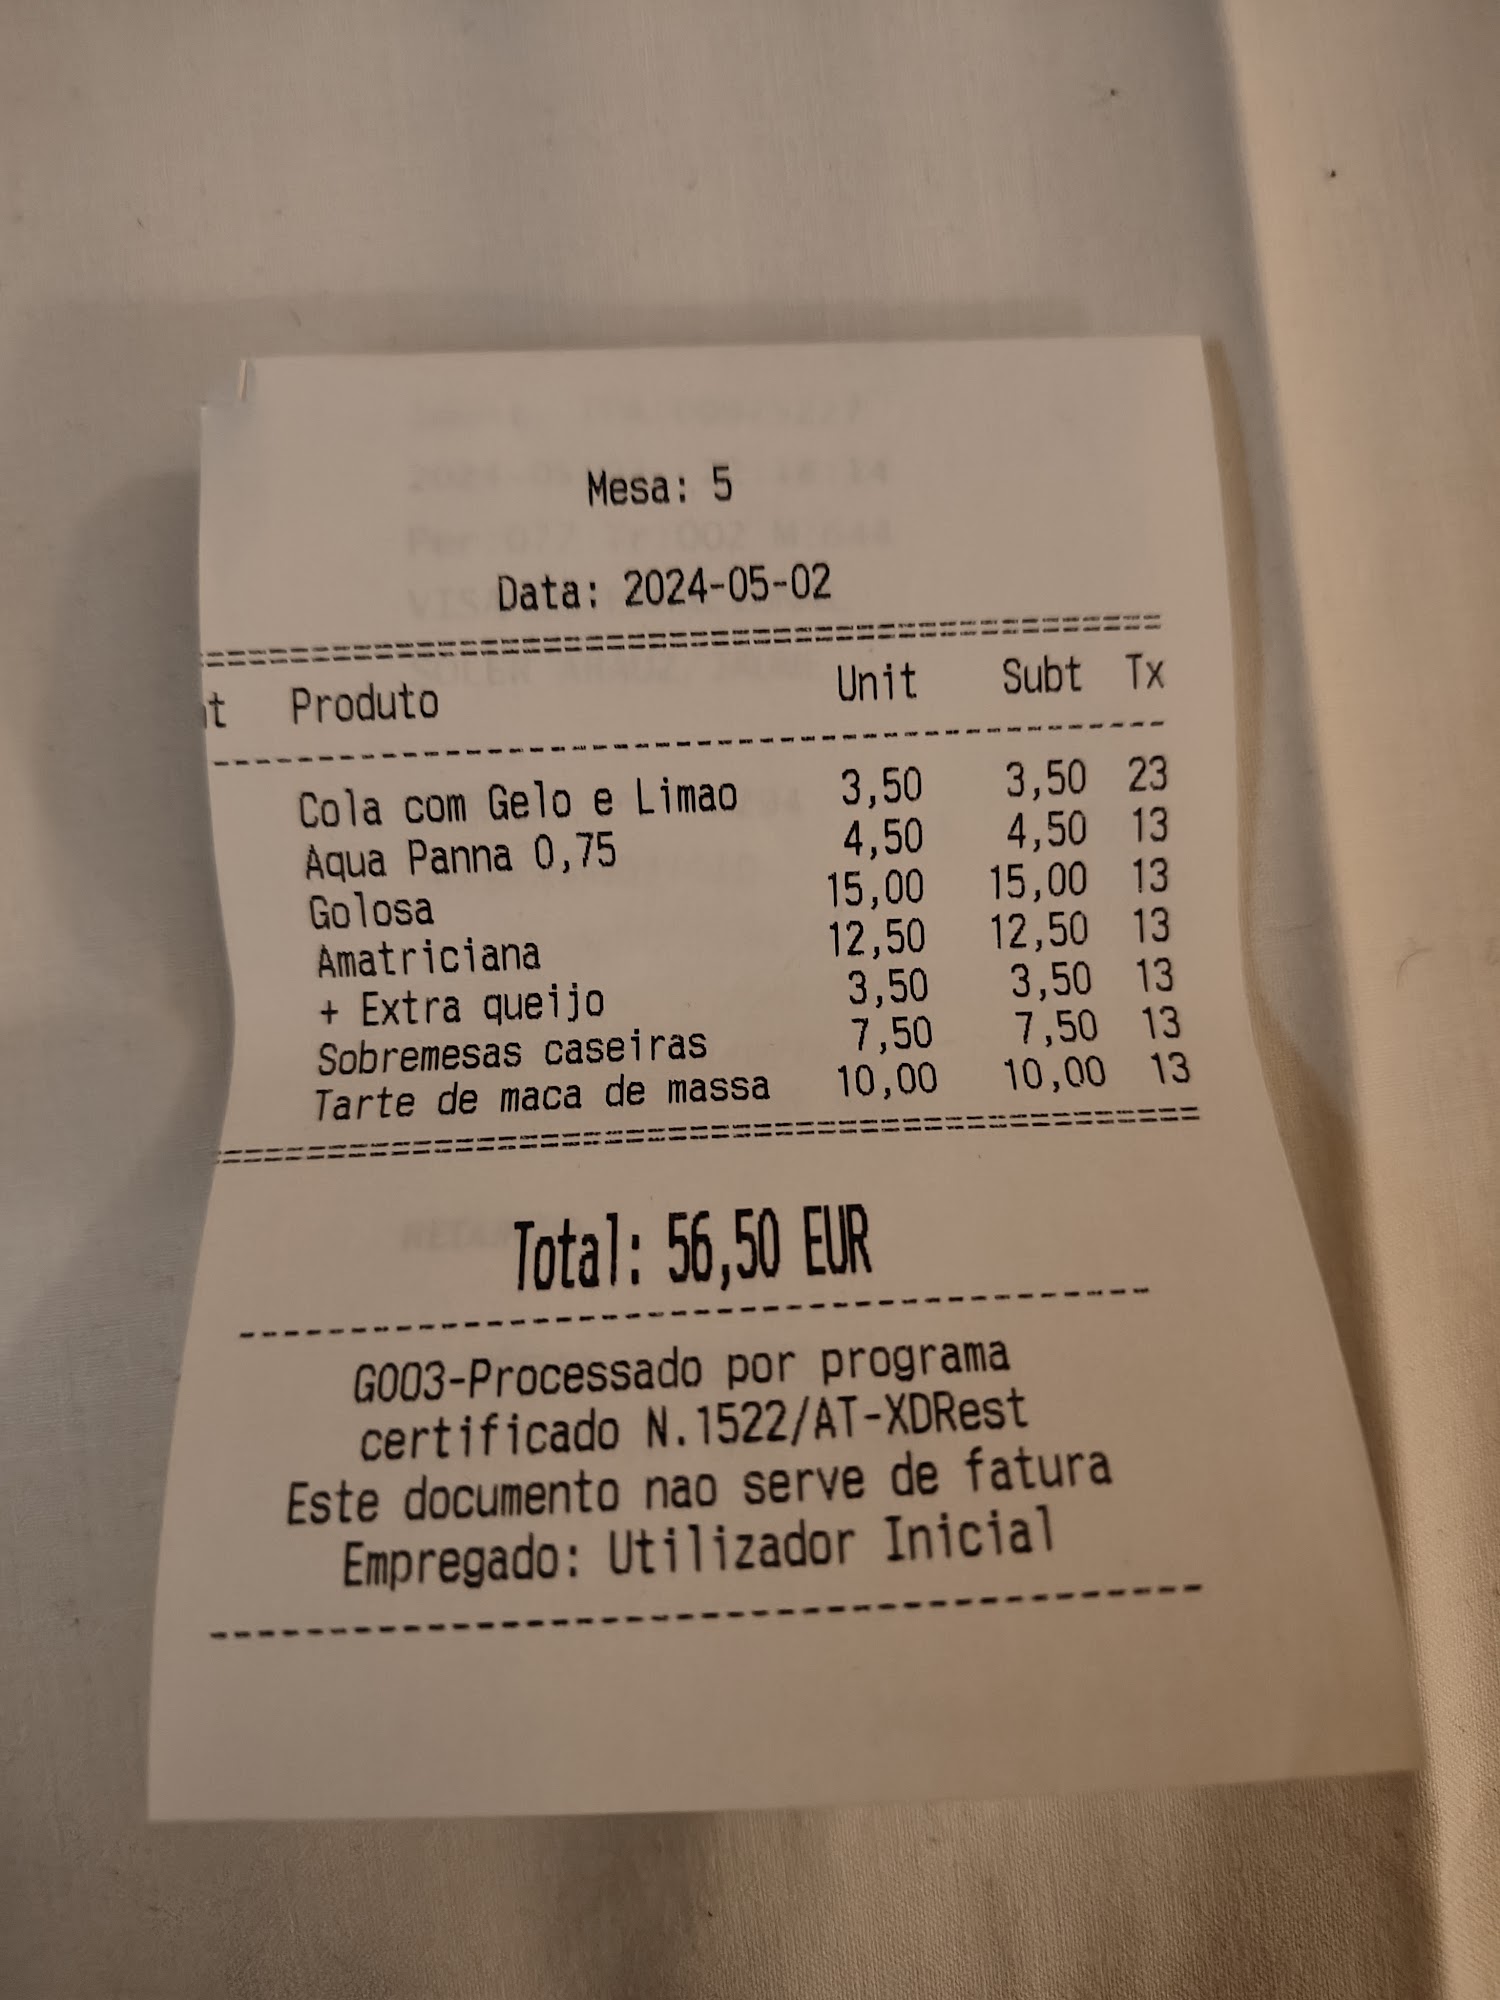 Mesa: 5
Data: 2024-05-02
Produto Unit Subt Tx
Cola com Gelo e Limao 3,50 3,50 23
Aqua Panna 0,75 4,50 4,50 13
Golosa 15,00 15,00 13
Amatriciana 12,50 12,50 13
+ Extra queijo 3,50 3,50 13
Sobremesas caseiras 7,50 7,50 13
Tarte de maca de massa 10,00 10,00 13
Total: 56,50 EUR
G003-Processado por programa
certificado N.1522/AT-XDRest
Este documento nao serve de fatura
Empregado: Utilizador Inicial